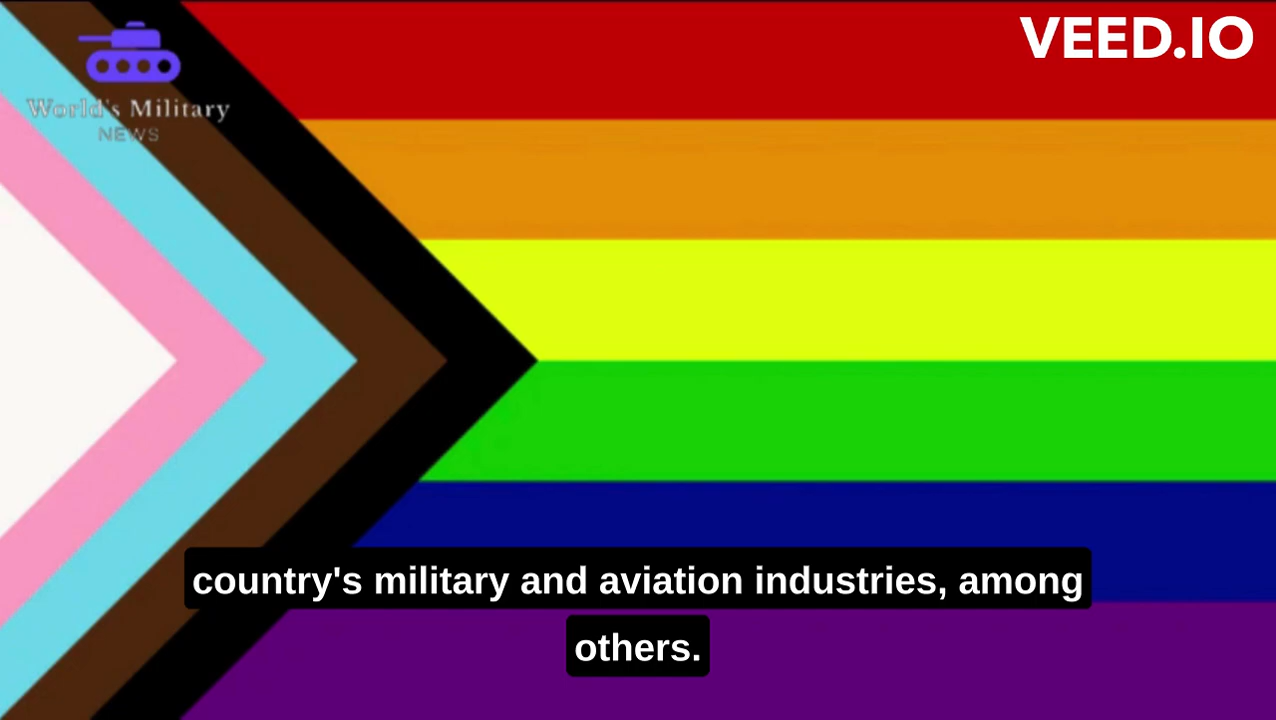 VEED.IO
World's Military
NEWS
country's military and aviation industries, among
others.